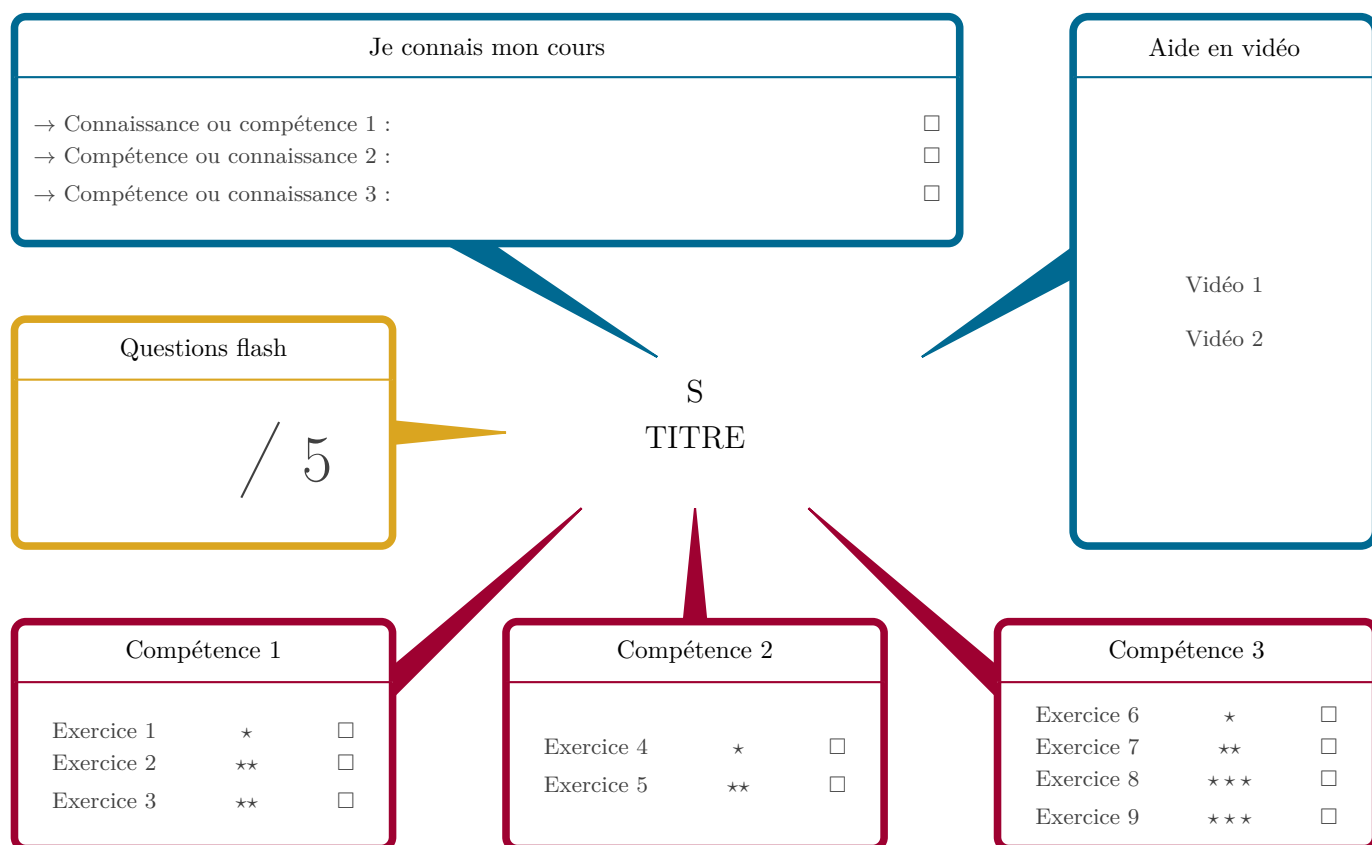 Je connais mon cours
→ Connaissance ou compétence 1 : □
→ Compétence ou connaissance 2 : □
→ Compétence ou connaissance 3 : □
Aide en vidéo
Vidéo 1
Vidéo 2
Questions flash
/ 5
S
TITRE
Compétence 1
Exercice 1 ⋆ □
Exercice 2 ⋆⋆ □
Exercice 3 ⋆⋆ □
Compétence 2
Exercice 4 ⋆ □
Exercice 5 ⋆⋆ □
Compétence 3
Exercice 6 ⋆ □
Exercice 7 ⋆⋆ □
Exercice 8 ⋆ ⋆ ⋆ □
Exercice 9 ⋆ ⋆ ⋆ □